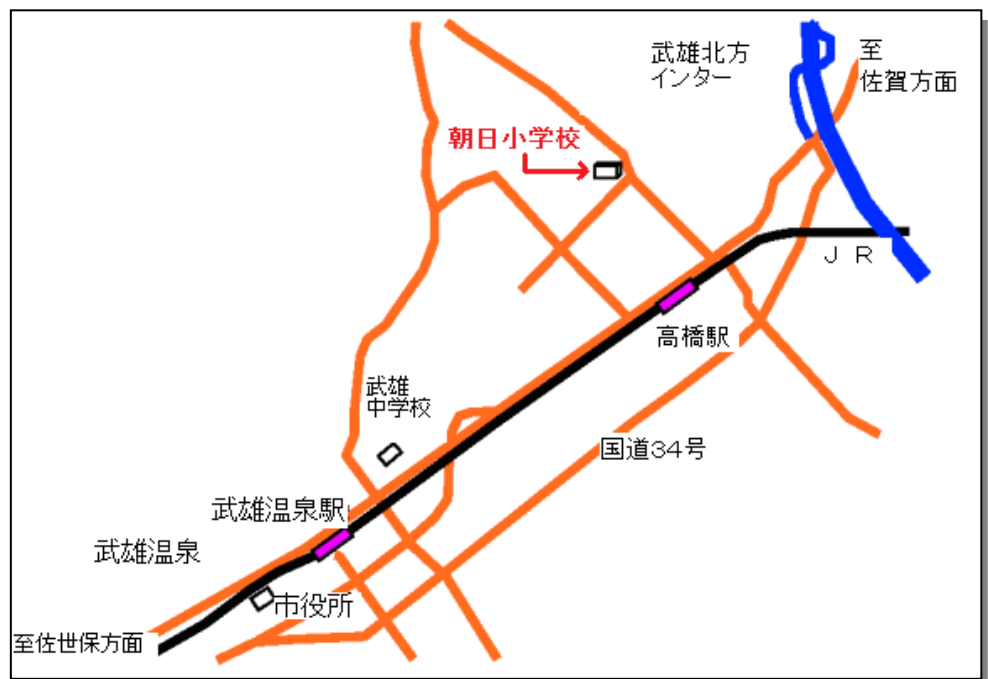 武雄北方
インター
至
佐賀方面
朝日小学校
ＪＲ
高橋駅
武雄
中学校
国道34号
武雄温泉駅
武雄温泉
市役所
至佐世保方面